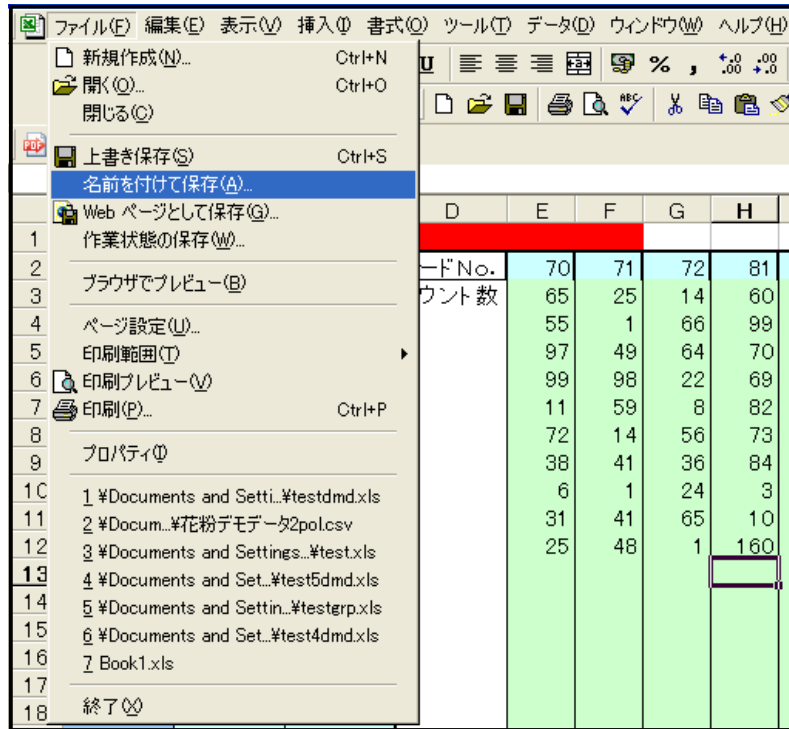 ファイル(F) 編集(E) 表示(V) 挿入(I) 書式(O) ツール(T) データ(D) ウィンドウ(W) ヘルプ(H)
新規作成(N)... Ctrl+N
開く(O)... Ctrl+O
閉じる(C)
上書き保存(S) Ctrl+S
名前を付けて保存(A)...
Web ページとして保存(G)...
作業状態の保存(W)...
ブラウザでプレビュー(B)
ページ設定(U)...
印刷範囲(T)
印刷プレビュー(V)
印刷(P)... Ctrl+P
プロパティ(I)
1 ¥Documents and Setti...¥testdmd.xls
2 ¥Docum...¥花粉デモデータ2pol.csv
3 ¥Documents and Settings...¥test.xls
4 ¥Documents and Set...¥test5dmd.xls
5 ¥Documents and Settin...¥testgrp.xls
6 ¥Documents and Set...¥test4dmd.xls
7 Book1.xls
終了(X)
U % ,
ABC
PDF
D E F G H
1
2 ードNo. 70 71 72 81
3 ウント数 65 25 14 60
4 55 1 66 99
5 97 49 64 70
6 99 98 22 69
7 11 59 8 82
8 72 14 56 73
9 38 41 36 84
10 6 1 24 3
11 31 41 65 10
12 25 48 1 160
13
14
15
16
17
18